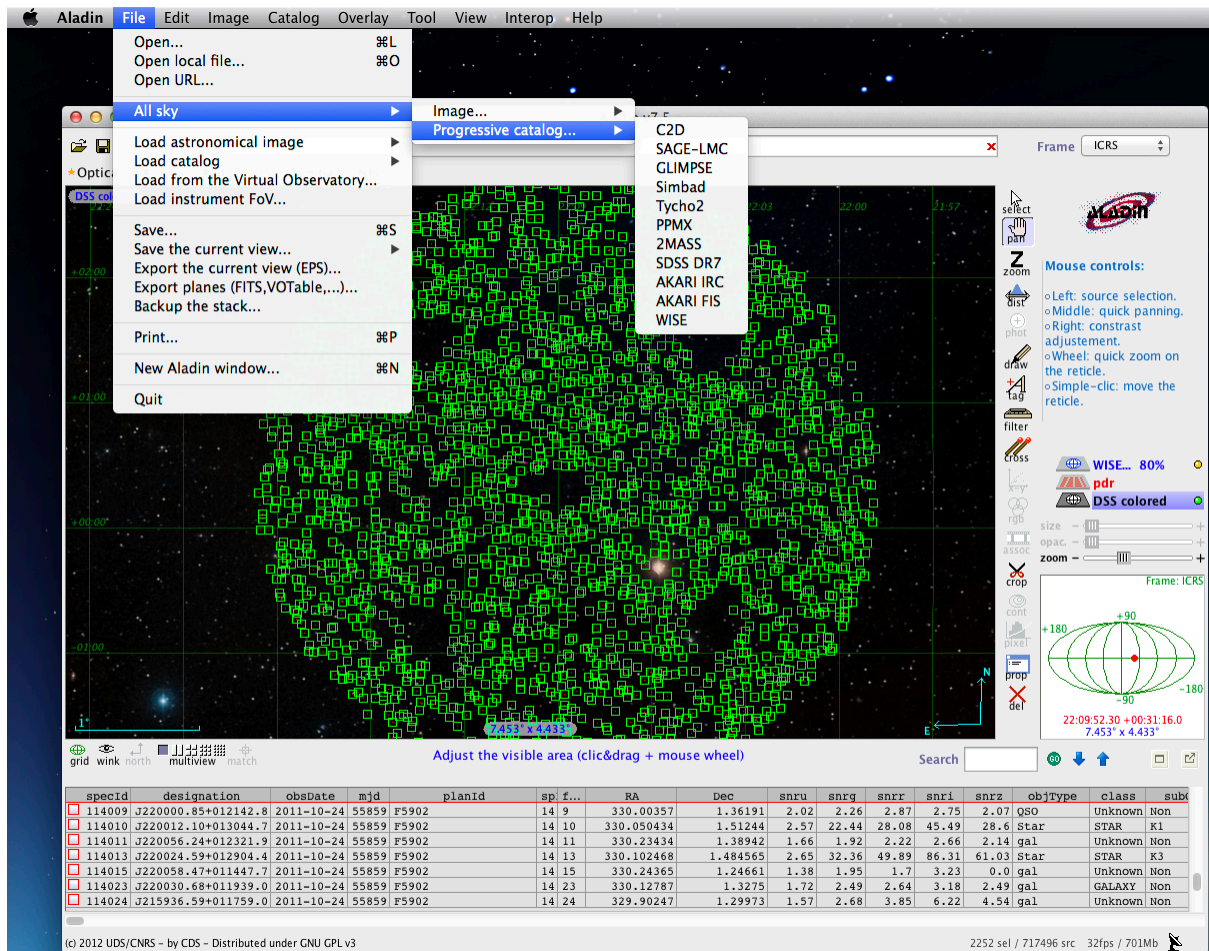 Aladin File Edit Image Catalog Overlay Tool View Interop Help
Open... ⌘L
Open local file... ⌘O
Open URL...
All sky
Load astronomical image
Load catalog
Load from the Virtual Observatory...
Load instrument FoV...
Save... ⌘S
Save the current view...
Export the current view (EPS)...
Export planes (FITS,VOTable,...)...
Backup the stack...
Print... ⌘P
New Aladin window... ⌘N
Quit
Image...
Progressive catalog...
C2D
SAGE-LMC
GLIMPSE
Simbad
Tycho2
PPMX
2MASS
SDSS DR7
AKARI IRC
AKARI FIS
WISE
Frame ICRS
DSS col
22:03 22:00 21:57
+02:00
+01:00
+00:00
-01:00
1°
7.453° x 4.433°
N
E
select
pan
zoom
dist
phot
draw
tag
filter
cross
rgb
assoc
crop
cont
pixel
prop
del
ALADIN
Mouse controls:
Left: source selection.
Middle: quick panning.
Right: constrast
adjustement.
Wheel: quick zoom on
the reticle.
Simple-clic: move the
reticle.
WISE... 80%
pdr
DSS colored
size - +
opac. - +
zoom - +
Frame: ICRS
+90
+180
-180
-90
22:09:52.30 +00:31:16.0
7.453° x 4.433°
grid wink north multiview match
Adjust the visible area (clic&drag + mouse wheel)
Search GO
specId designation obsDate mjd planId sp f... RA Dec snru snrg snrr snri snrz objType class sub
114009 J220000.85+012142.8 2011-10-24 55859 F5902 14 9 330.00357 1.36191 2.02 2.26 2.87 2.75 2.07 QSO Unknown Non
114010 J220012.10+013044.7 2011-10-24 55859 F5902 14 10 330.050434 1.51244 2.57 22.44 28.08 45.49 28.6 Star STAR K1
114011 J220056.24+012321.9 2011-10-24 55859 F5902 14 11 330.23434 1.38942 1.66 1.92 2.22 2.66 2.14 gal Unknown Non
114013 J220024.59+012904.4 2011-10-24 55859 F5902 14 13 330.102468 1.484565 2.65 32.36 49.89 86.31 61.03 Star STAR K3
114015 J220058.47+011447.7 2011-10-24 55859 F5902 14 15 330.24365 1.24661 1.38 1.95 1.7 3.23 0.0 gal Unknown Non
114023 J220030.68+011939.0 2011-10-24 55859 F5902 14 23 330.12787 1.3275 1.72 2.49 2.64 3.18 2.49 gal GALAXY Non
114024 J215936.59+011759.0 2011-10-24 55859 F5902 14 24 329.90247 1.29973 1.57 2.68 3.85 6.22 4.54 gal Unknown Non
(c) 2012 UDS/CNRS - by CDS - Distributed under GNU GPL v3
2252 sel / 717496 src 32fps / 701Mb